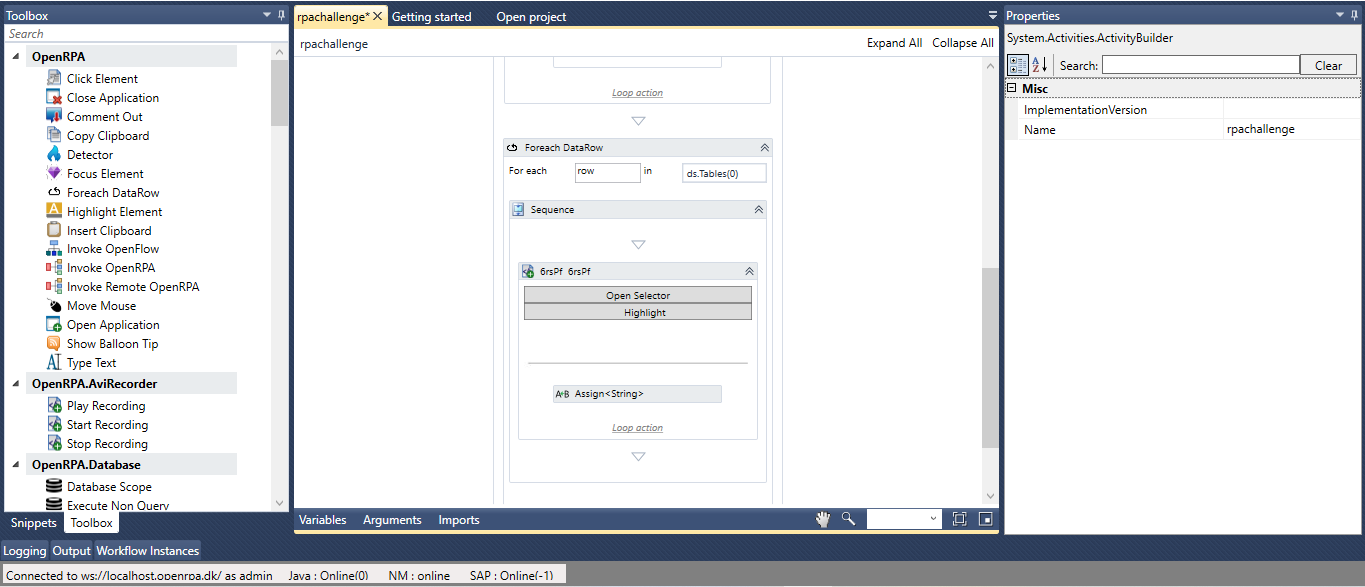 Toolbox
Search
OpenRPA
Click Element
Close Application
Comment Out
Copy Clipboard
Detector
Focus Element
Foreach DataRow
Highlight Element
Insert Clipboard
Invoke OpenFlow
Invoke OpenRPA
Invoke Remote OpenRPA
Move Mouse
Open Application
Show Balloon Tip
Type Text
OpenRPA.AviRecorder
Play Recording
Start Recording
Stop Recording
OpenRPA.Database
Database Scope
Execute Non Query
Snippets Toolbox
rpachallenge* Getting started Open project
rpachallenge Expand All Collapse All
Loop action
Foreach DataRow
For each row in ds.Tables(0)
Sequence
6rsPf 6rsPf
Open Selector
Highlight
A+B Assign<String>
Loop action
Variables Arguments Imports
Properties
System.Activities.ActivityBuilder
Search: Clear
Misc
ImplementationVersion
Name rpachallenge
Logging Output Workflow Instances
Connected to ws://localhost.openrpa.dk/ as admin Java : Online(0) NM : online SAP : Online(-1)